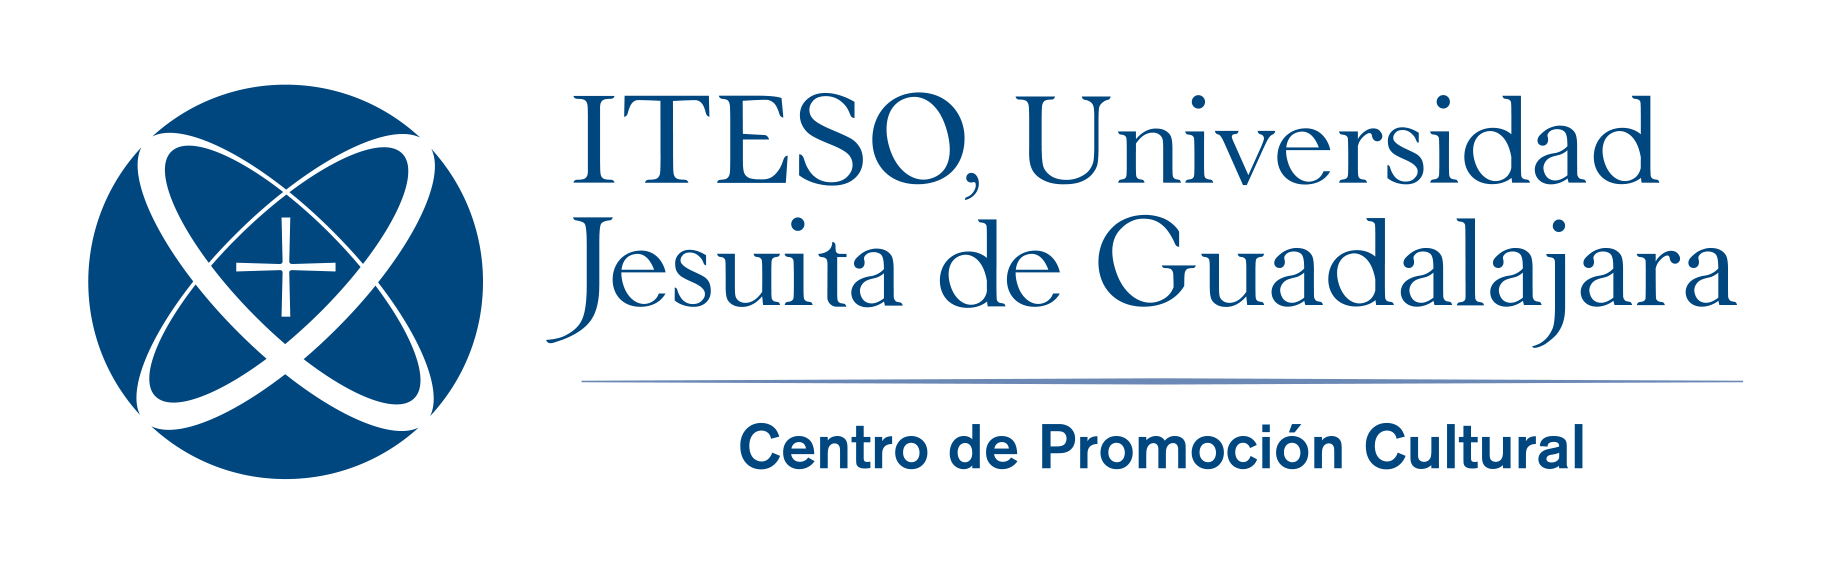 ITESO, Universidad
Jesuita de Guadalajara
Centro de Promoción Cultural